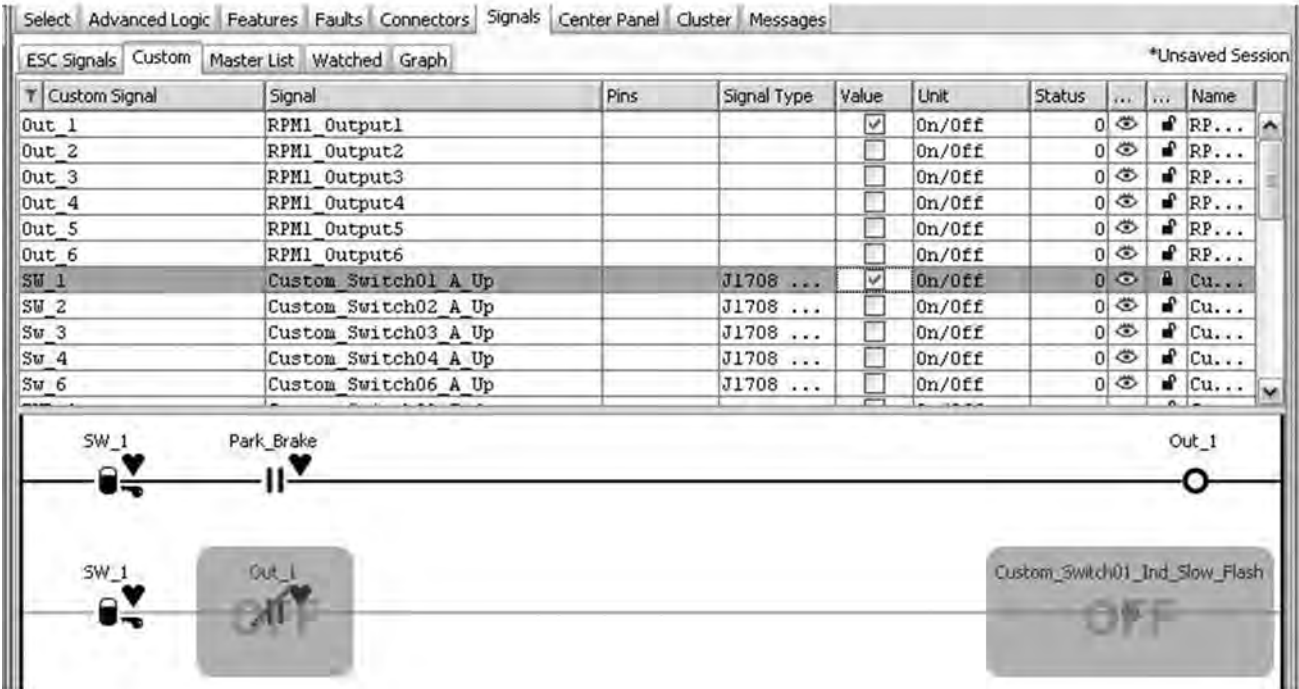 Select Advanced Logic Features Faults Connectors Signals Center Panel Cluster Messages
ESC Signals Custom Master List Watched Graph *Unsaved Session
Custom Signal Signal Pins Signal Type Value Unit Status ... ... Name
Out_1 RPM1_Output1 On/Off 0 RP...
Out_2 RPM1_Output2 On/Off 0 RP...
Out_3 RPM1_Output3 On/Off 0 RP...
Out_4 RPM1_Output4 On/Off 0 RP...
Out_5 RPM1_Output5 On/Off 0 RP...
Out_6 RPM1_Output6 On/Off 0 RP...
SW_1 Custom_Switch01_A_Up J1708 ... On/Off 0 Cu...
SW_2 Custom_Switch02_A_Up J1708 ... On/Off 0 Cu...
Sw_3 Custom_Switch03_A_Up J1708 ... On/Off 0 Cu...
Sw_4 Custom_Switch04_A_Up J1708 ... On/Off 0 Cu...
Sw_6 Custom_Switch06_A_Up J1708 ... On/Off 0 Cu...
SW_1 Park_Brake Out_1
SW_1 Out_1 Custom_Switch01_Ind_Slow_Flash
OFF OFF